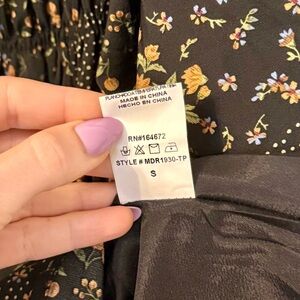 MADE IN CHINA
HECHO EN CHINA
RN#164672
STYLE # MDR1930-TP
S